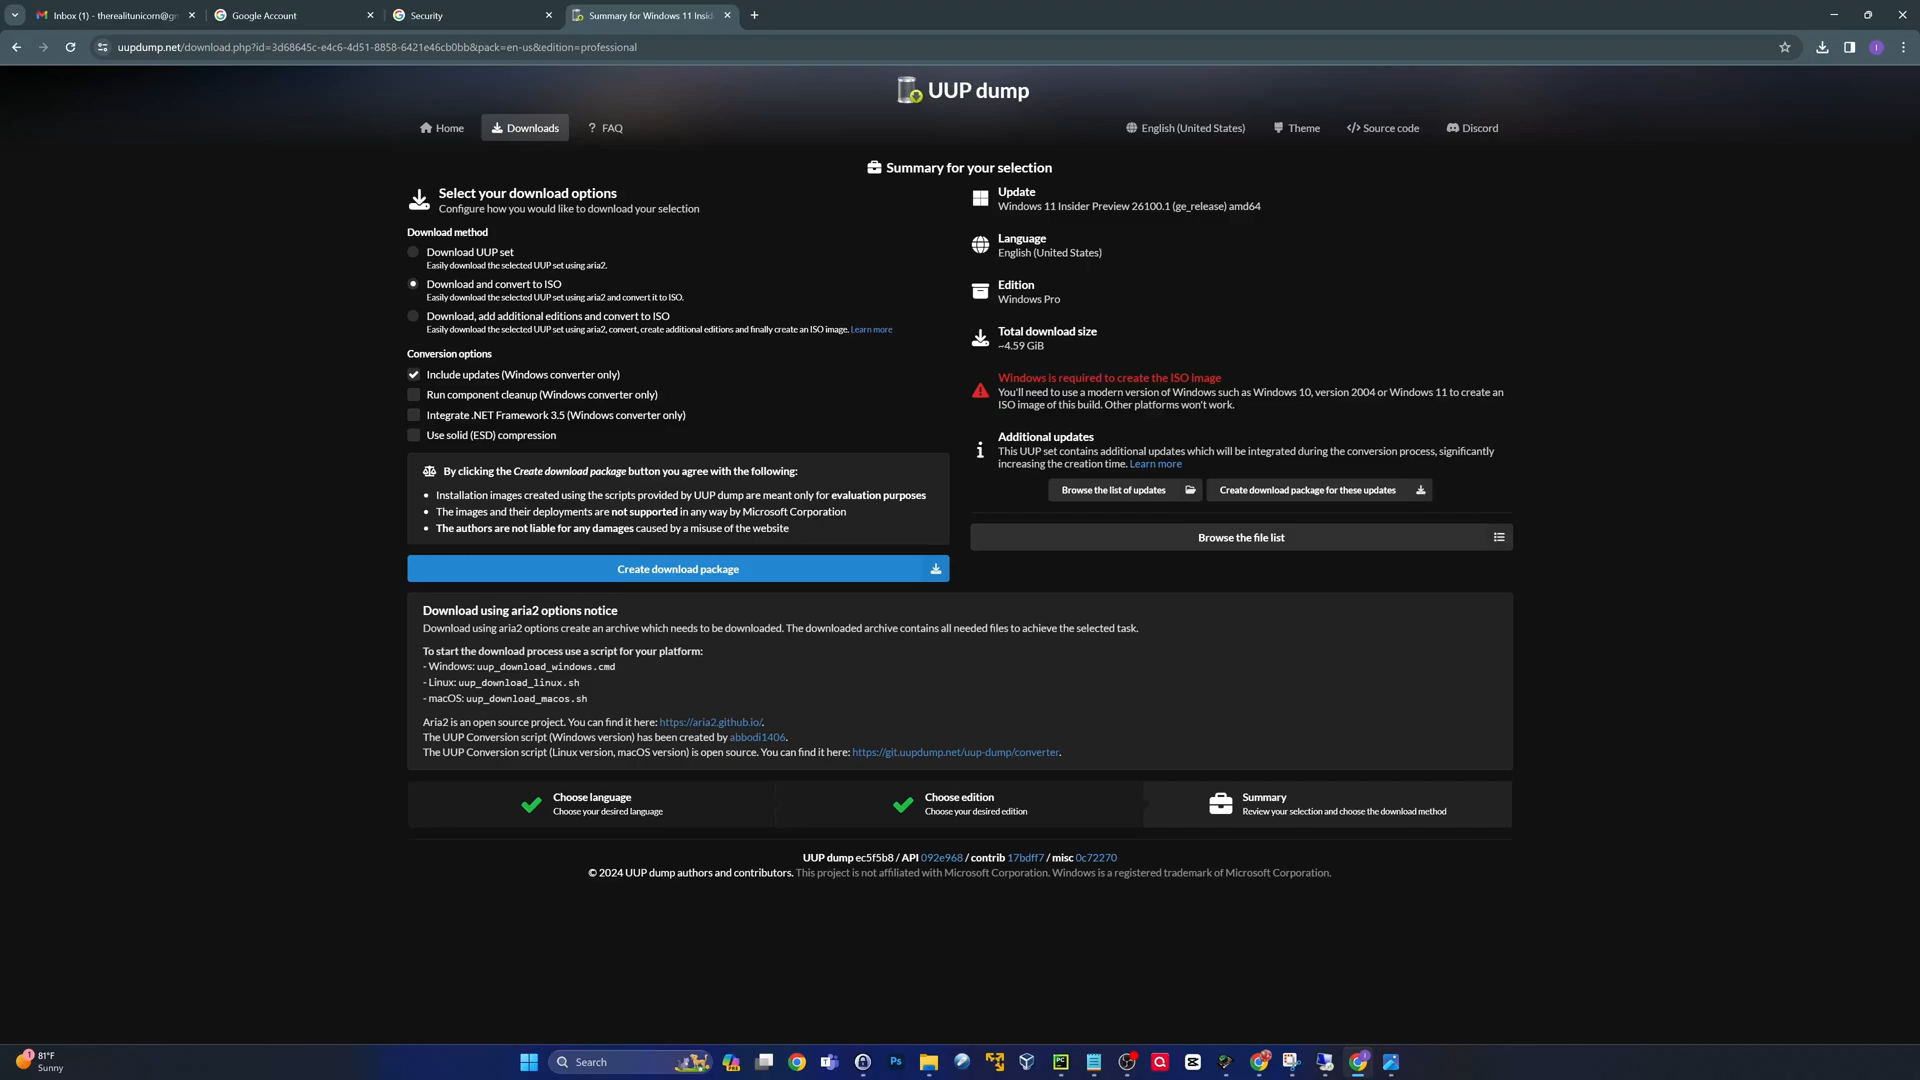 Inbox (1) - therealitunicorn@gm
Google Account
Security
Summary for Windows 11 Insid
uupdump.net/download.php?id=3d68645c-e4c6-4d51-8858-6421e46cb0bb&pack=en-us&edition=professional
UUP dump
Home
Downloads
? FAQ
English (United States)
Theme
</> Source code
Discord
Summary for your selection
Select your download options
Configure how you would like to download your selection
Download method
Download UUP set
Easily download the selected UUP set using aria2.
Download and convert to ISO
Easily download the selected UUP set using aria2 and convert it to ISO.
Download, add additional editions and convert to ISO
Easily download the selected UUP set using aria2, convert, create additional editions and finally create an ISO image. Learn more
Conversion options
Include updates (Windows converter only)
Run component cleanup (Windows converter only)
Integrate .NET Framework 3.5 (Windows converter only)
Use solid (ESD) compression
By clicking the Create download package button you agree with the following:
• Installation images created using the scripts provided by UUP dump are meant only for evaluation purposes
• The images and their deployments are not supported in any way by Microsoft Corporation
• The authors are not liable for any damages caused by a misuse of the website
Create download package
Update
Windows 11 Insider Preview 26100.1 (ge_release) amd64
Language
English (United States)
Edition
Windows Pro
Total download size
~4.59 GiB
Windows is required to create the ISO image
You'll need to use a modern version of Windows such as Windows 10, version 2004 or Windows 11 to create an
ISO image of this build. Other platforms won't work.
Additional updates
This UUP set contains additional updates which will be integrated during the conversion process, significantly
increasing the creation time. Learn more
Browse the list of updates
Create download package for these updates
Browse the file list
Download using aria2 options notice
Download using aria2 options create an archive which needs to be downloaded. The downloaded archive contains all needed files to achieve the selected task.
To start the download process use a script for your platform:
- Windows: uup_download_windows.cmd
- Linux: uup_download_linux.sh
- macOS: uup_download_macos.sh
Aria2 is an open source project. You can find it here: https://aria2.github.io/.
The UUP Conversion script (Windows version) has been created by abbodi1406.
The UUP Conversion script (Linux version, macOS version) is open source. You can find it here: https://git.uupdump.net/uup-dump/converter.
Choose language
Choose your desired language
Choose edition
Choose your desired edition
Summary
Review your selection and choose the download method
UUP dump ec5f5b8 / API 092e968 / contrib 17bdff7 / misc 0c72270
© 2024 UUP dump authors and contributors. This project is not affiliated with Microsoft Corporation. Windows is a registered trademark of Microsoft Corporation.
81°F
Sunny
Search